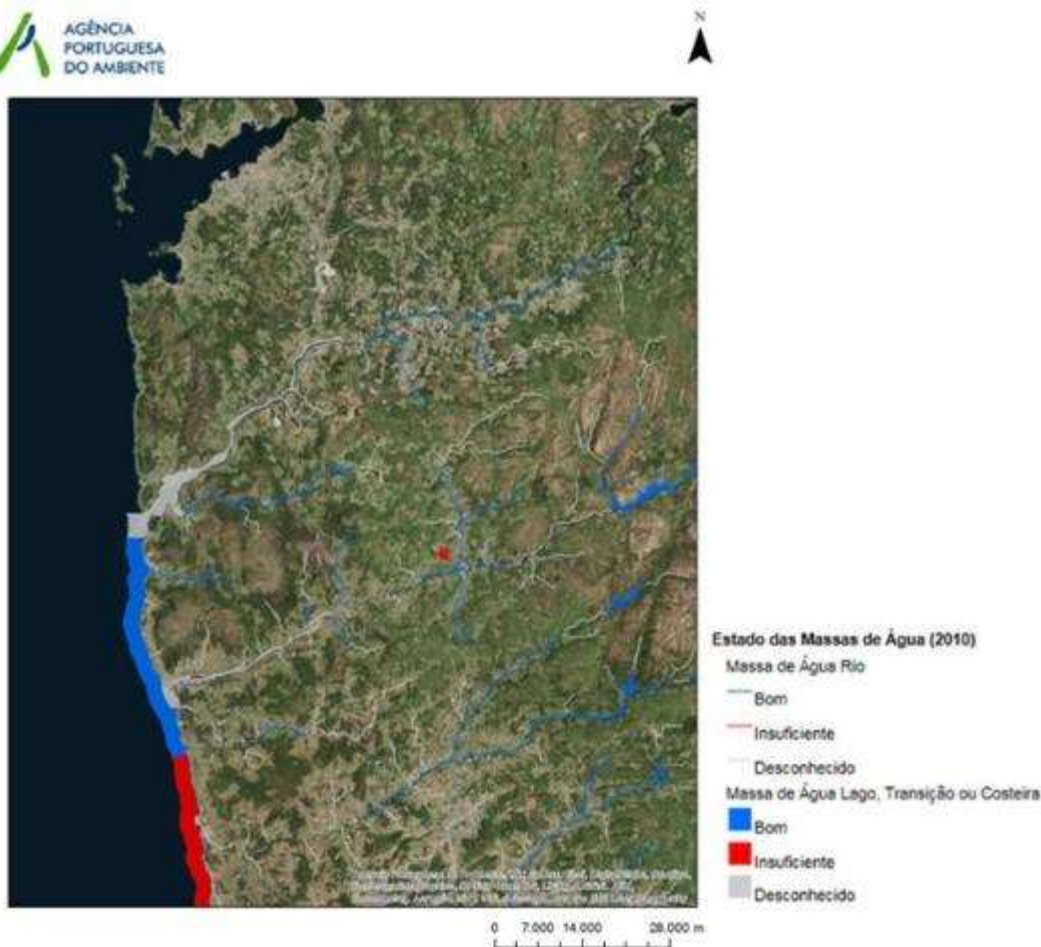 AGÊNCIA
PORTUGUESA
DO AMBIENTE
N
Estado das Massas de Água (2010)
Massa de Água Rio
Bom
Insuficiente
Desconhecido
Massa de Água Lago, Transição ou Costeira
Bom
Insuficiente
Desconhecido
0 7.000 14.000 28.000 m